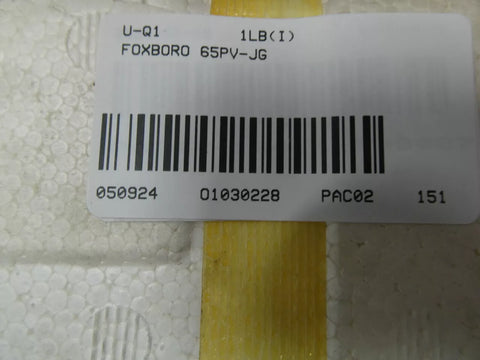 U-Q1 1LB(I)
FOXBORO 65PV-JG
050924 01030228 PAC02 151